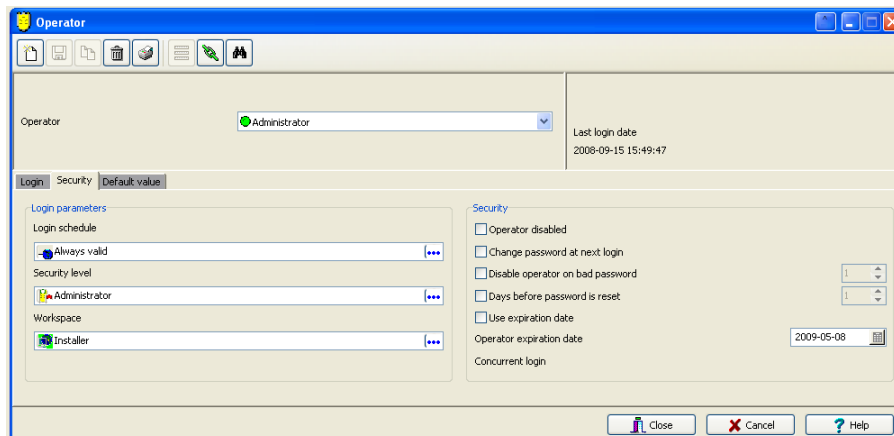 Operator
Operator
Administrator
Last login date
2008-09-15 15:49:47
Login
Security
Default value
Login parameters
Login schedule
Always valid
Security level
Administrator
Workspace
Installer
Security
Operator disabled
Change password at next login
Disable operator on bad password
1
Days before password is reset
1
Use expiration date
Operator expiration date
2009-05-08
Concurrent login
Close
Cancel
Help